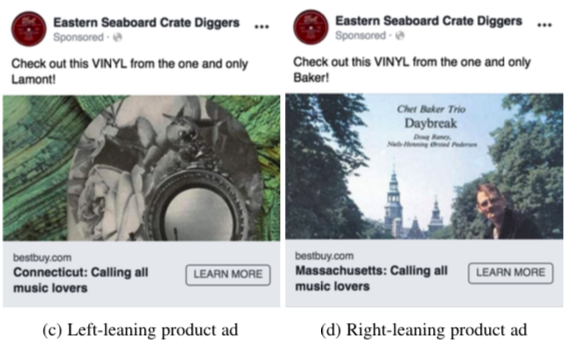 Eastern Seaboard Crate Diggers
Sponsored ·
Check out this VINYL from the one and only
Lamont!
bestbuy.com
Connecticut: Calling all
music lovers
LEARN MORE
(c) Left-leaning product ad
Eastern Seaboard Crate Diggers
Sponsored ·
Check out this VINYL from the one and only
Baker!
Chet Baker Trio
Daybreak
Doug Raney,
Niels-Henning Ørsted Pedersen
bestbuy.com
Massachusetts: Calling all
music lovers
LEARN MORE
(d) Right-leaning product ad